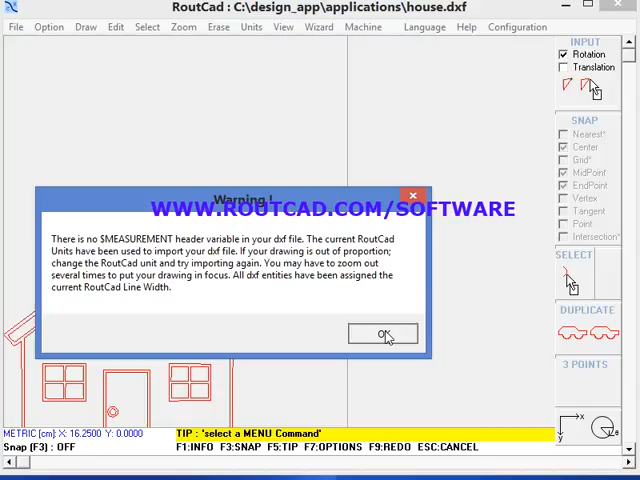 RoutCad : C:\design_app\applications\house.dxf
File Option Draw Edit Select Zoom Erase Units View Wizard Machine Language Help Configuration
INPUT
Rotation
Translation
SNAP
Nearest*
Center
Grid*
MidPoint
EndPoint
Vertex
Tangent
Point
Intersection*
SELECT
DUPLICATE
3 POINTS
Warning !
WWW.ROUTCAD.COM/SOFTWARE
There is no $MEASUREMENT header variable in your dxf file. The current RoutCad
Units have been used to import your dxf file. If your drawing is out of proportion;
change the RoutCad unit and try importing again. You may have to zoom out
several times to put your drawing in focus. All dxf entities have been assigned the
current RoutCad Line Width.
OK
METRIC [cm]: X: 16.2500 Y: 0.0000
TIP : 'select a MENU Command'
Snap (F3) : OFF
F1:INFO F3:SNAP F5:TIP F7:OPTIONS F9:REDO ESC:CANCEL
x
y